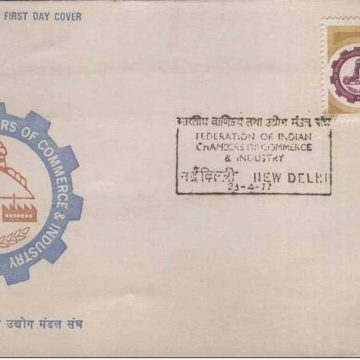 FIRST DAY COVER
भारतीय वाणिज्य तथा उद्योग मंडल संघ
FEDERATION OF INDIAN
CHAMBERS OF COMMERCE
& INDUSTRY
नई दिल्ली NEW DELHI
23-4-77
RS OF COMMERCE & INDUSTRY
उद्योग मंडल संघ